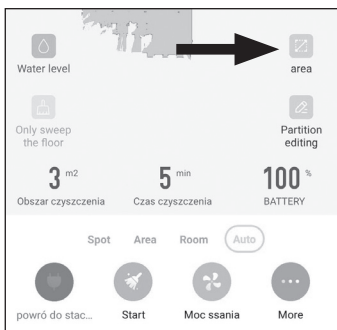 Water level
area
Only sweep
the floor
Partition
editing
3 m2
5 min
100 %
Obszar czyszczenia
Czas czyszczenia
BATTERY
Spot
Area
Room
Auto
powró do stac...
Start
Moc ssania
More